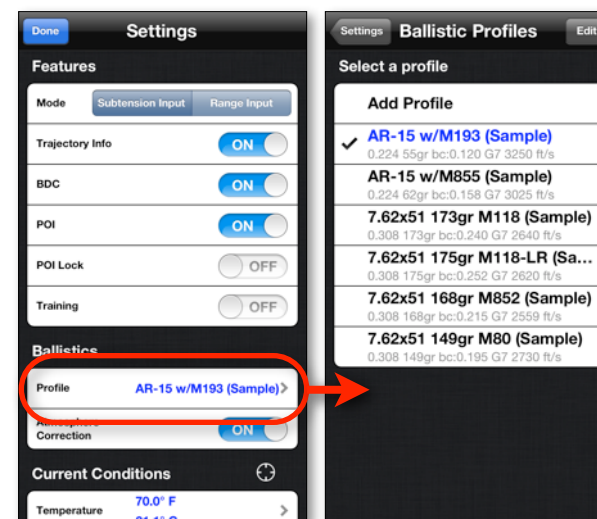 Done
Settings
Features
Mode
Subtension Input
Range Input
Trajectory Info
ON
BDC
ON
POI
ON
POI Lock
OFF
Training
OFF
Ballistics
Profile
AR-15 w/M193 (Sample)
Atmosphere
Correction
ON
Current Conditions
Temperature
70.0° F
21.1° C
Settings
Ballistic Profiles
Edit
Select a profile
Add Profile
AR-15 w/M193 (Sample)
0.224 55gr bc:0.120 G7 3250 ft/s
AR-15 w/M855 (Sample)
0.224 62gr bc:0.158 G7 3025 ft/s
7.62x51 173gr M118 (Sample)
0.308 173gr bc:0.240 G7 2640 ft/s
7.62x51 175gr M118-LR (Sa...
0.308 175gr bc:0.252 G7 2620 ft/s
7.62x51 168gr M852 (Sample)
0.308 168gr bc:0.215 G7 2559 ft/s
7.62x51 149gr M80 (Sample)
0.308 149gr bc:0.195 G7 2730 ft/s